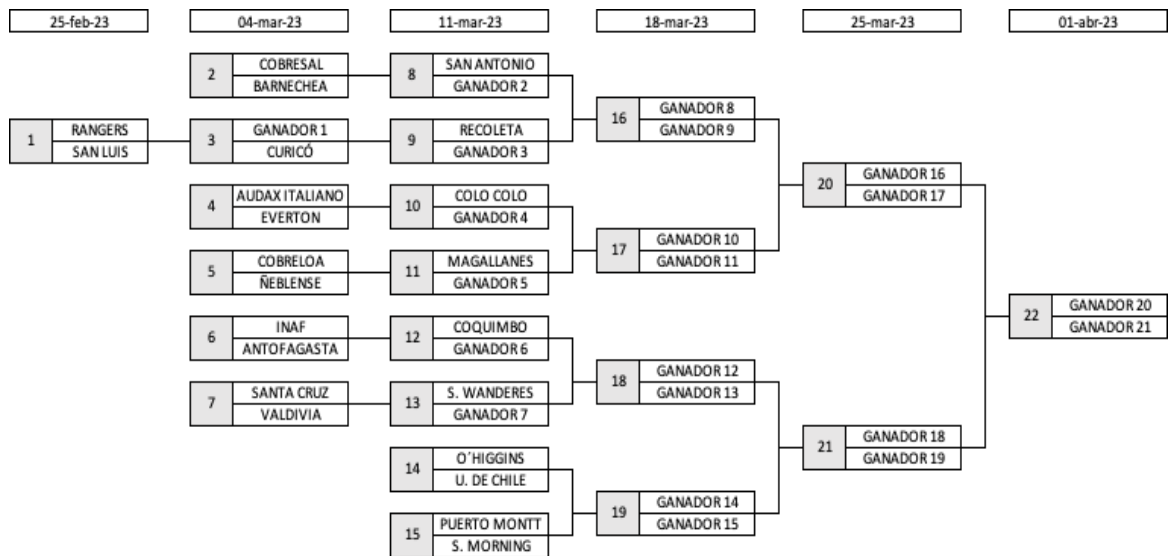 25-feb-23
04-mar-23
11-mar-23
18-mar-23
25-mar-23
01-abr-23
1
RANGERS
SAN LUIS
2
COBRESAL
BARNECHEA
3
GANADOR 1
CURICÓ
4
AUDAX ITALIANO
EVERTON
5
COBRELOA
ÑEBLENSE
6
INAF
ANTOFAGASTA
7
SANTA CRUZ
VALDIVIA
8
SAN ANTONIO
GANADOR 2
9
RECOLETA
GANADOR 3
10
COLO COLO
GANADOR 4
11
MAGALLANES
GANADOR 5
12
COQUIMBO
GANADOR 6
13
S. WANDERES
GANADOR 7
14
O´HIGGINS
U. DE CHILE
15
PUERTO MONTT
S. MORNING
16
GANADOR 8
GANADOR 9
17
GANADOR 10
GANADOR 11
18
GANADOR 12
GANADOR 13
19
GANADOR 14
GANADOR 15
20
GANADOR 16
GANADOR 17
21
GANADOR 18
GANADOR 19
22
GANADOR 20
GANADOR 21